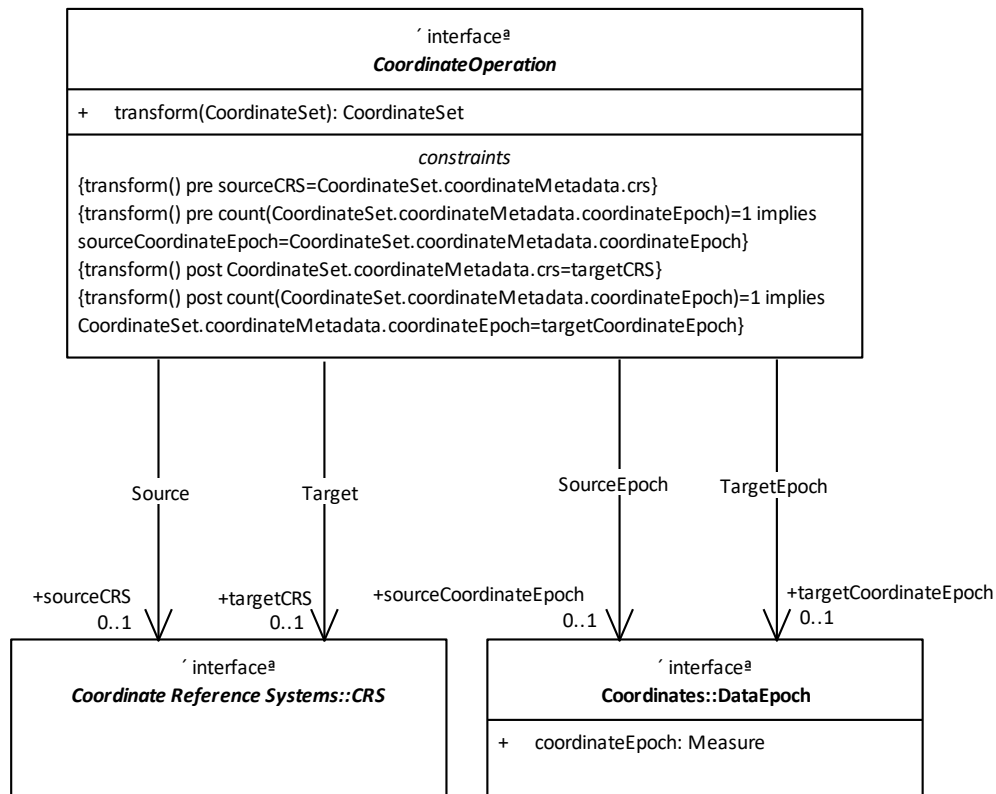 ´ interfaceª
CoordinateOperation
+ transform(CoordinateSet): CoordinateSet
constraints
{transform() pre sourceCRS=CoordinateSet.coordinateMetadata.crs}
{transform() pre count(CoordinateSet.coordinateMetadata.coordinateEpoch)=1 implies
sourceCoordinateEpoch=CoordinateSet.coordinateMetadata.coordinateEpoch}
{transform() post CoordinateSet.coordinateMetadata.crs=targetCRS}
{transform() post count(CoordinateSet.coordinateMetadata.coordinateEpoch)=1 implies
CoordinateSet.coordinateMetadata.coordinateEpoch=targetCoordinateEpoch}
Source
Target
SourceEpoch
TargetEpoch
+sourceCRS
0..1
+targetCRS
0..1
+sourceCoordinateEpoch
0..1
+targetCoordinateEpoch
0..1
´ interfaceª
Coordinate Reference Systems::CRS
´ interfaceª
Coordinates::DataEpoch
+ coordinateEpoch: Measure